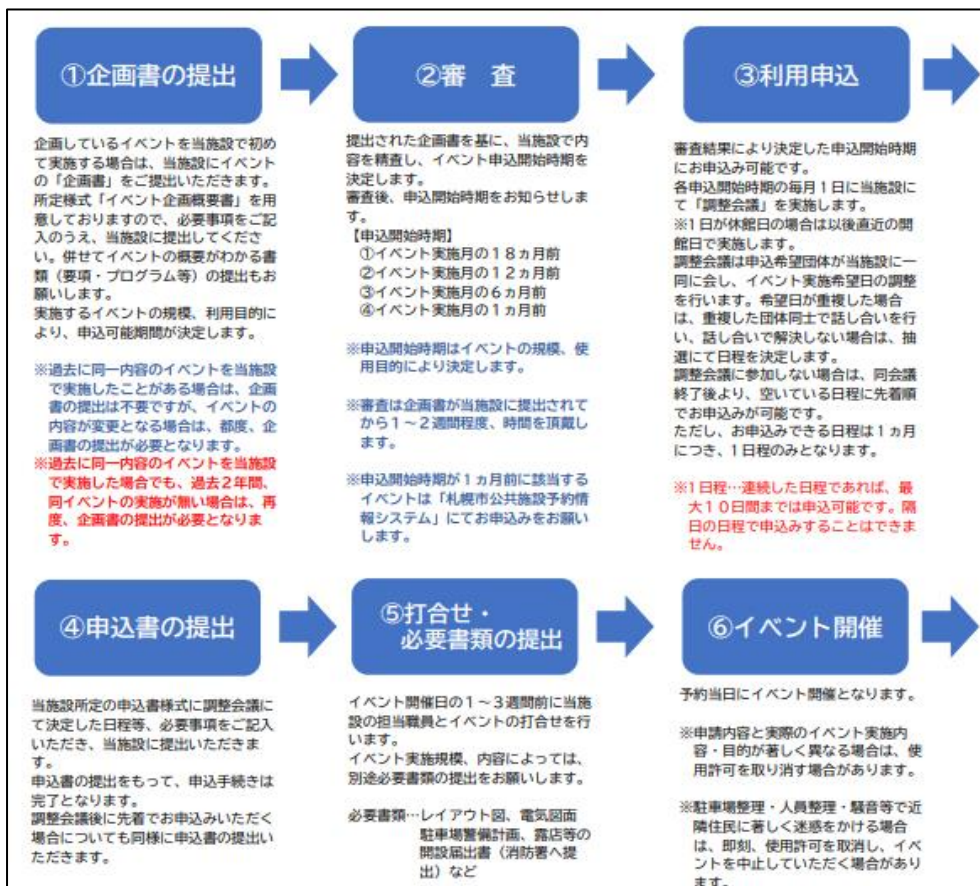 ①企画書の提出
企画しているイベントを当施設で初め
て実施する場合は、当施設にイベント
の「企画書」をご提出いただきます。
所定様式「イベント企画概要書」を用
意しておりますので、必要事項をご記
入のうえ、当施設に提出してくださ
い。併せてイベントの概要がわかる書
類（要項・プログラム等）の提出もお
願いします。
実施するイベントの規模、利用目的に
より、申込可能期間が決定します。
※過去に同一内容のイベントを当施設
で実施したことがある場合は、企画
書の提出は不要ですが、イベントの
内容が変更となる場合は、都度、企
画書の提出が必要となります。
※過去に同一内容のイベントを当施設
で実施した場合でも、過去２年間、
同イベントの実施が無い場合は、再
度、企画書の提出が必要となりま
す。
②審　査
提出された企画書を基に、当施設で内
容を精査し、イベント申込開始時期を
決定します。
審査後、申込開始時期をお知らせしま
す。
【申込開始時期】
①イベント実施月の１８ヵ月前
②イベント実施月の１２ヵ月前
③イベント実施月の６ヵ月前
④イベント実施月の１ヵ月前
※申込開始時期はイベントの規模、使
用目的により決定します。
※審査は企画書が当施設に提出されて
から１～２週間程度、時間を頂戴し
ます。
※申込開始時期が１ヵ月前に該当する
イベントは「札幌市公共施設予約情
報システム」にてお申込みをお願い
します。
③利用申込
審査結果により決定した申込開始時期
にお申込み可能です。
各申込開始時期の毎月１日に当施設に
て「調整会議」を実施します。
※１日が休館日の場合は以後直近の開
館日で実施します。
調整会議は申込希望団体が当施設に一
同に会し、イベント実施希望日の調整
を行います。希望日が重複した場合
は、重複した団体同士で話し合いを行
い、話し合いで解決しない場合は、抽
選にて日程を決定します。
調整会議に参加しない場合は、同会議
終了後より、空いている日程に先着順
でお申込みが可能です。
ただし、お申込みできる日程は１ヵ月
につき、１日程のみとなります。
※１日程…連続した日程であれば、最
大１０日間までは申込可能です。隔
日の日程で申込みすることはできま
せん。
④申込書の提出
当施設所定の申込書様式に調整会議に
て決定した日程等、必要事項をご記入
いただき、当施設に提出いただきま
す。
申込書の提出をもって、申込手続きは
完了となります。
調整会議後に先着でお申込みいただく
場合についても同様に申込書の提出い
ただきます。
⑤打合せ・
必要書類の提出
イベント開催日の１～３週間前に当施
設の担当職員とイベントの打合せを行
います。
イベント実施規模、内容によっては、
別途必要書類の提出をお願いします。
必要書類…レイアウト図、電気図面
駐車場警備計画、露店等の
開設届出書（消防署へ提
出）など
⑥イベント開催
予約当日にイベント開催となります。
※申請内容と実際のイベント実施内
容・目的が著しく異なる場合は、使
用許可を取り消す場合があります。
※駐車場整理・人員整理・騒音等で近
隣住民に著しく迷惑をかける場合
は、即刻、使用許可を取消し、イベ
ントを中止していただく場合があり
ます。